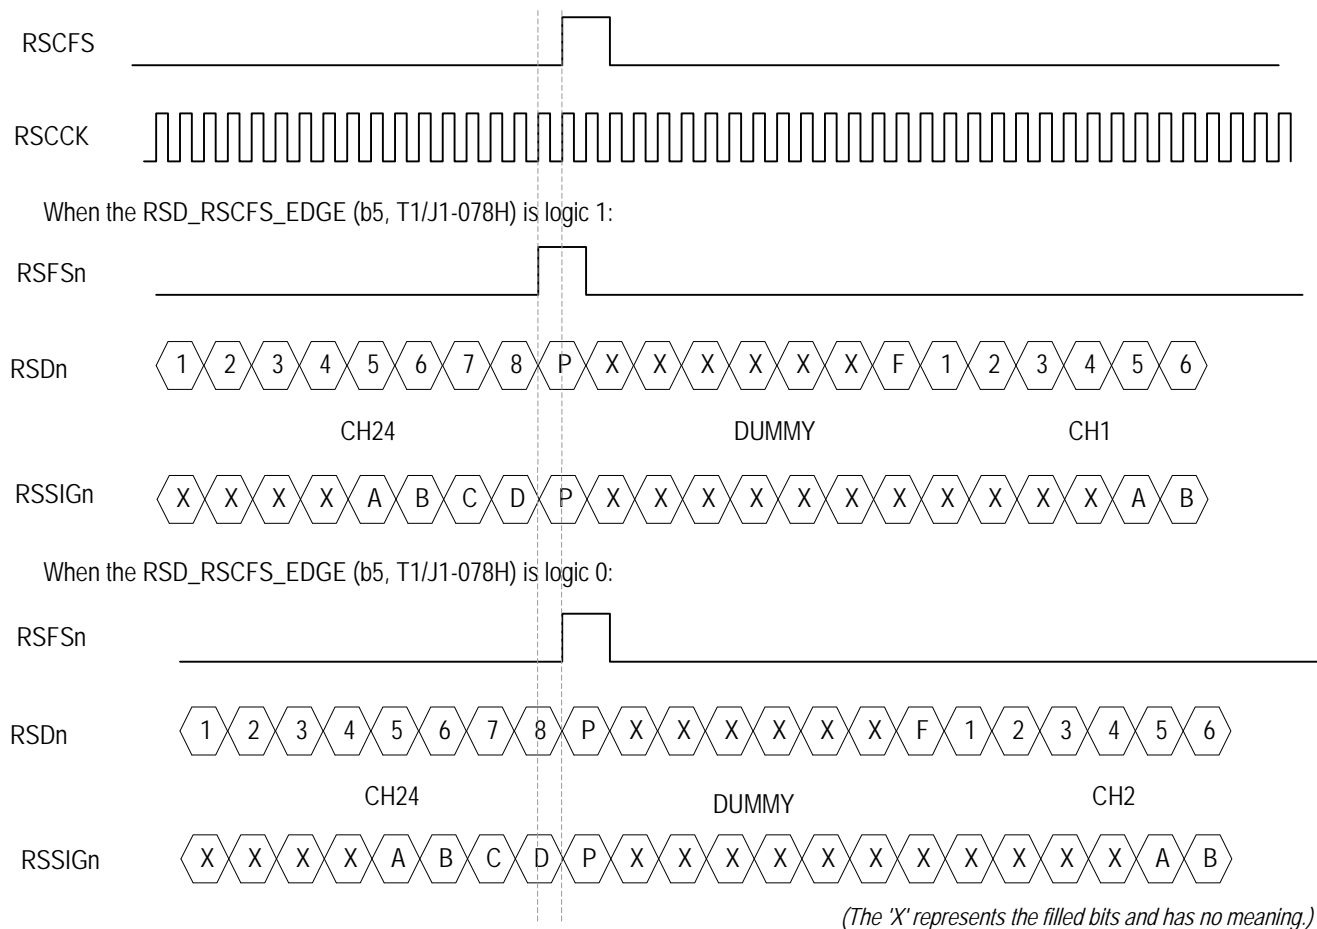 RSCFS
RSCCK
When the RSD_RSCFS_EDGE (b5, T1/J1-078H) is logic 1:
RSFSn
RSDn 1 2 3 4 5 6 7 8 P X X X X X X F 1 2 3 4 5 6
CH24 DUMMY CH1
RSSIGn X X X X A B C D P X X X X X X X X X X X A B
When the RSD_RSCFS_EDGE (b5, T1/J1-078H) is logic 0:
RSFSn
RSDn 1 2 3 4 5 6 7 8 P X X X X X X F 1 2 3 4 5 6
CH24 DUMMY CH2
RSSIGn X X X X A B C D P X X X X X X X X X X X A B
(The 'X' represents the filled bits and has no meaning.)